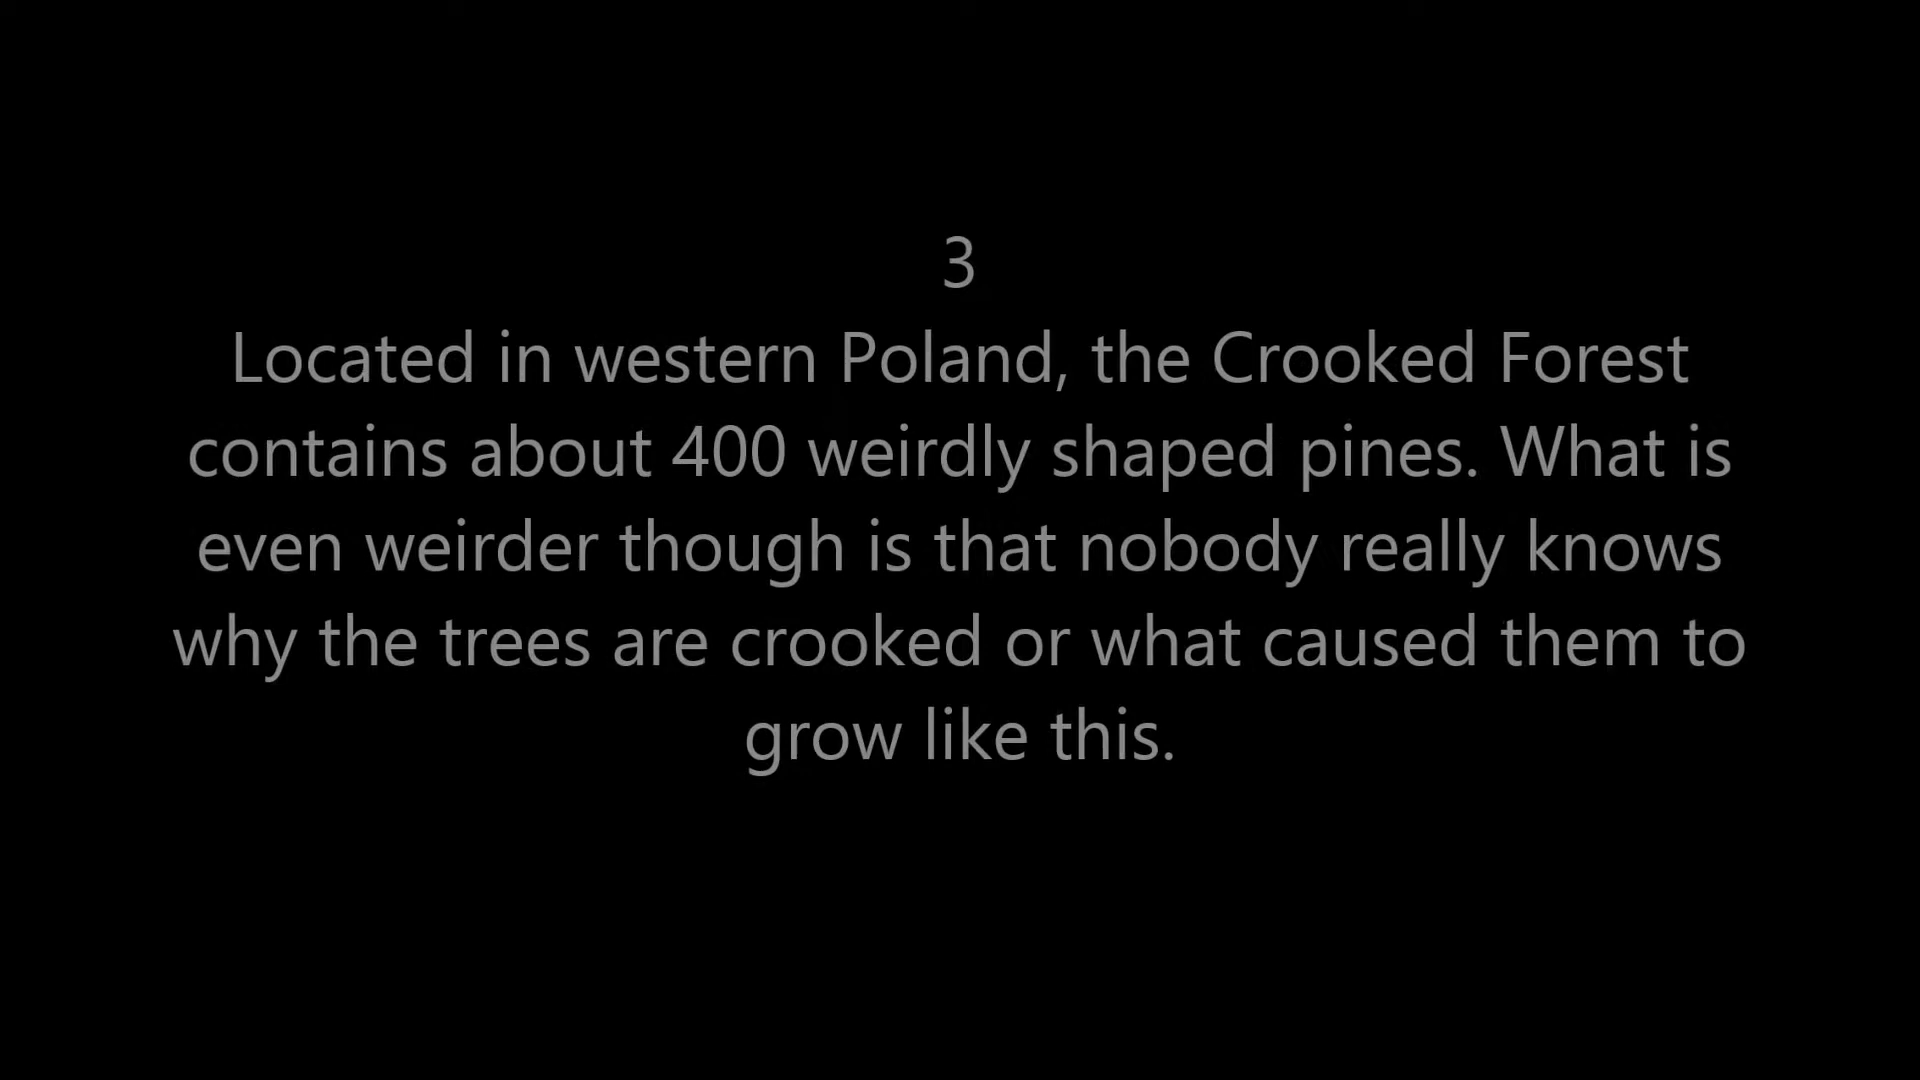 3
Located in western Poland, the Crooked Forest
contains about 400 weirdly shaped pines. What is
even weirder though is that nobody really knows
why the trees are crooked or what caused them to
grow like this.